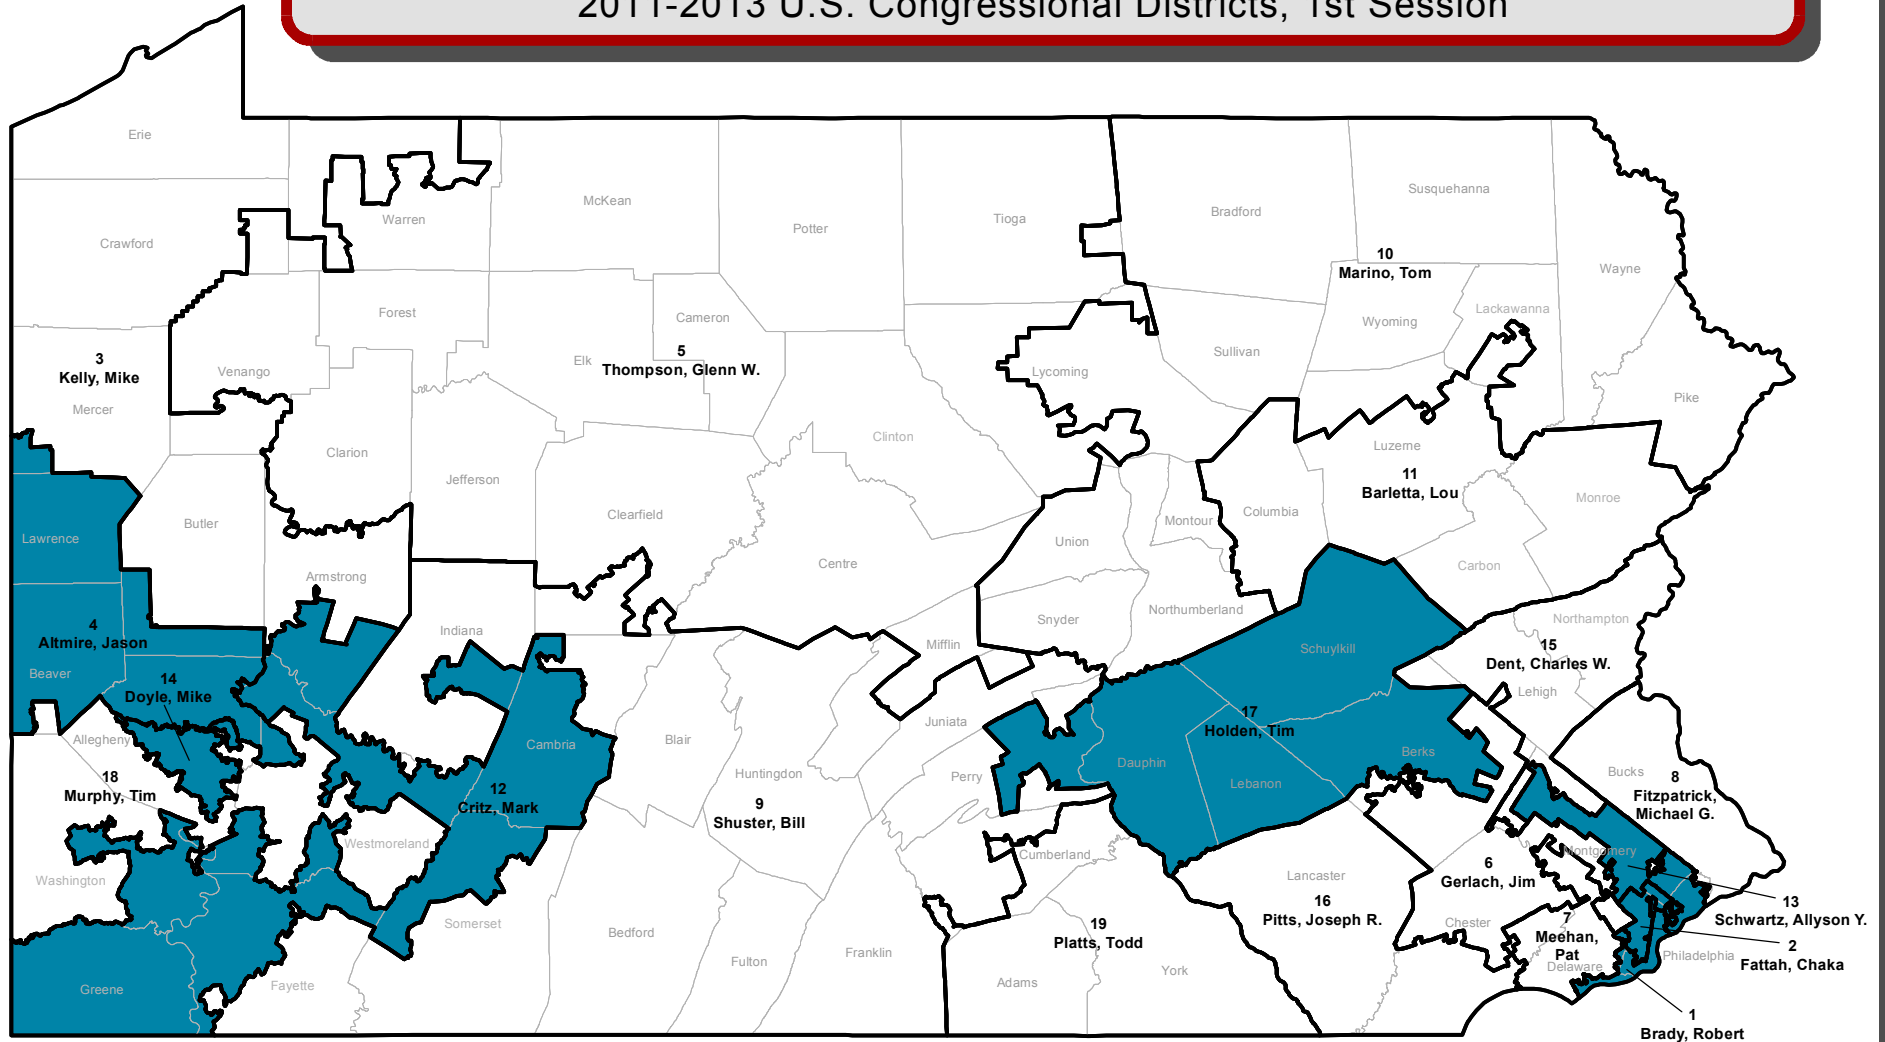 2011-2013 U.S. Congressional Districts, 1st Session
Erie
Crawford
Warren
McKean
Potter
Tioga
Bradford
Susquehanna
Wayne
10
Marino, Tom
Forest
Cameron
Wyoming
Lackawanna
3
Kelly, Mike
Mercer
Venango
Elk
5
Thompson, Glenn W.
Lycoming
Sullivan
Pike
Clarion
Jefferson
Clinton
Luzerne
11
Barletta, Lou
Monroe
Lawrence
Butler
Clearfield
Centre
Union
Montour
Columbia
Carbon
Armstrong
Indiana
Mifflin
Snyder
Northumberland
Northampton
4
Altmire, Jason
Beaver
14
Doyle, Mike
Schuylkill
15
Dent, Charles W.
Lehigh
Allegheny
Cambria
Blair
Huntingdon
Juniata
Perry
Dauphin
17
Holden, Tim
Lebanon
Berks
Bucks
8
Fitzpatrick,
Michael G.
18
Murphy, Tim
12
Critz, Mark
9
Shuster, Bill
Westmoreland
Washington
Cumberland
Lancaster
16
Pitts, Joseph R.
6
Gerlach, Jim
Montgomery
13
Schwartz, Allyson Y.
Somerset
Bedford
Fulton
Franklin
19
Platts, Todd
Adams
York
Chester
7
Meehan,
Pat
Delaware
Philadelphia
2
Fattah, Chaka
Greene
Fayette
1
Brady, Robert